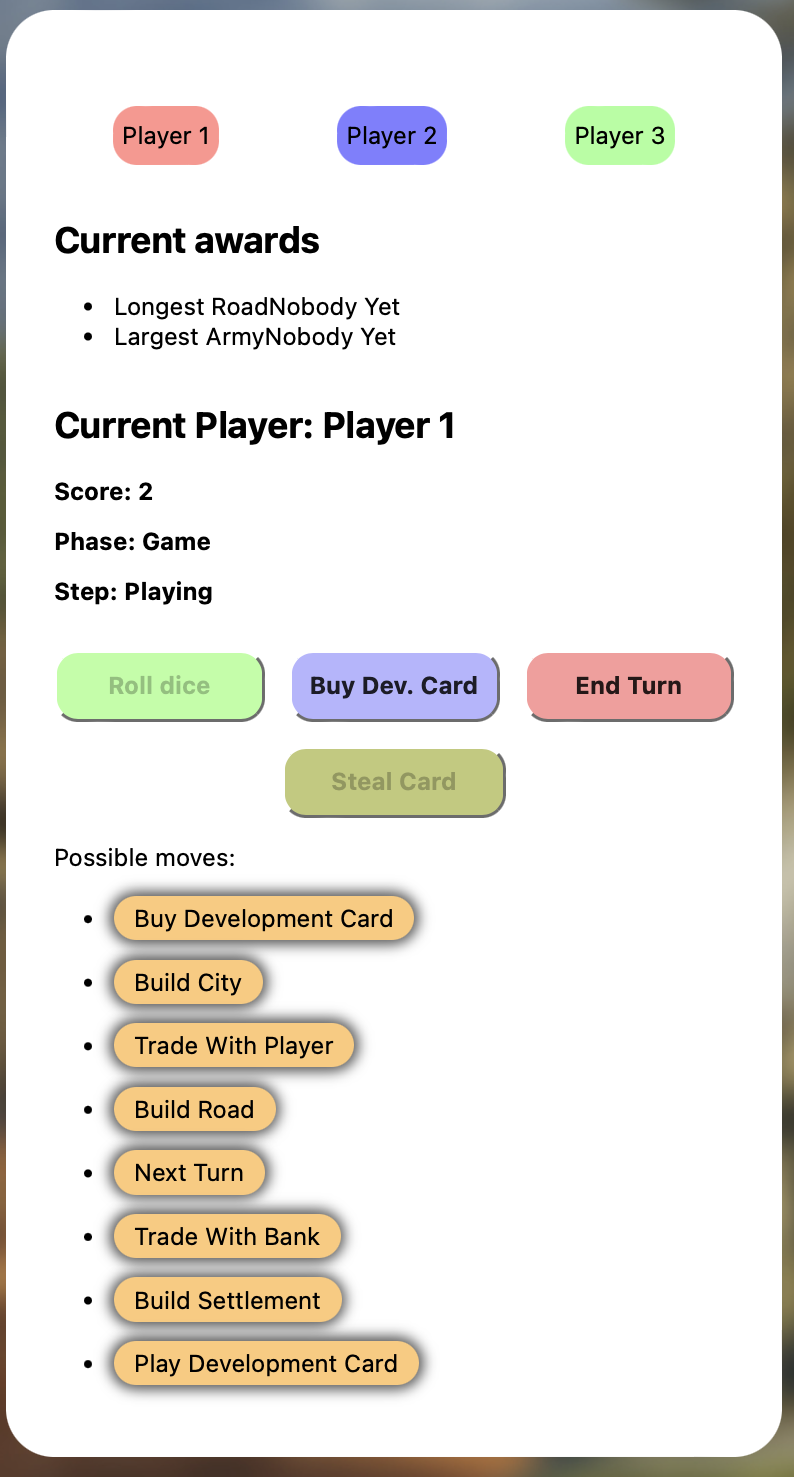 Player 1 Player 2 Player 3
Current awards
• Longest RoadNobody Yet
• Largest ArmyNobody Yet
Current Player: Player 1
Score: 2
Phase: Game
Step: Playing
Roll dice Buy Dev. Card End Turn
Steal Card
Possible moves:
• Buy Development Card
• Build City
• Trade With Player
• Build Road
• Next Turn
• Trade With Bank
• Build Settlement
• Play Development Card